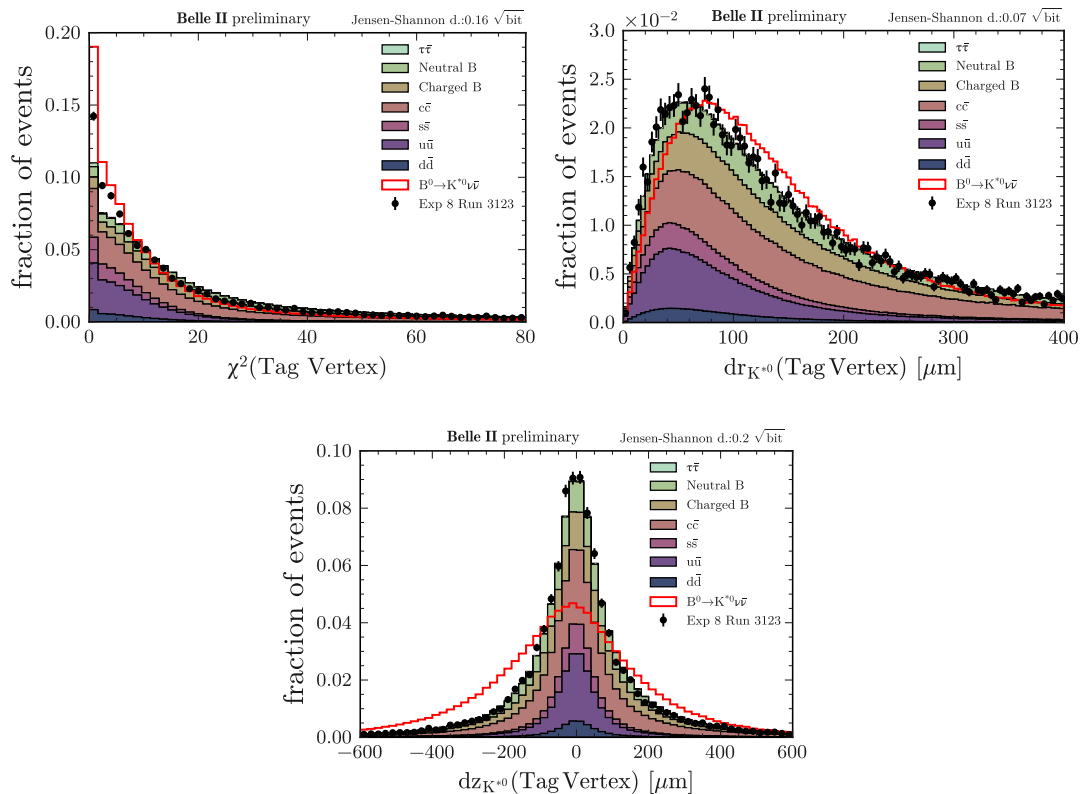 Belle II preliminary Jensen-Shannon d.:0.16 √bit
0.20
0.15
0.10
0.05
0.00
fraction of events
ττ̄
Neutral B
Charged B
cc̄
ss̄
uū
dd̄
B⁰→K*⁰νν̄
Exp 8 Run 3123
0 20 40 60 80
χ²(Tag Vertex)
×10⁻² Belle II preliminary Jensen-Shannon d.:0.07 √bit
3.0
2.5
2.0
1.5
1.0
0.5
0.0
fraction of events
ττ̄
Neutral B
Charged B
cc̄
ss̄
uū
dd̄
B⁰→K*⁰νν̄
Exp 8 Run 3123
0 100 200 300 400
dr_K*⁰(Tag Vertex) [μm]
Belle II preliminary Jensen-Shannon d.:0.2 √bit
0.10
0.08
0.06
0.04
0.02
0.00
fraction of events
ττ̄
Neutral B
Charged B
cc̄
ss̄
uū
dd̄
B⁰→K*⁰νν̄
Exp 8 Run 3123
−600 −400 −200 0 200 400 600
dz_K*⁰(Tag Vertex) [μm]